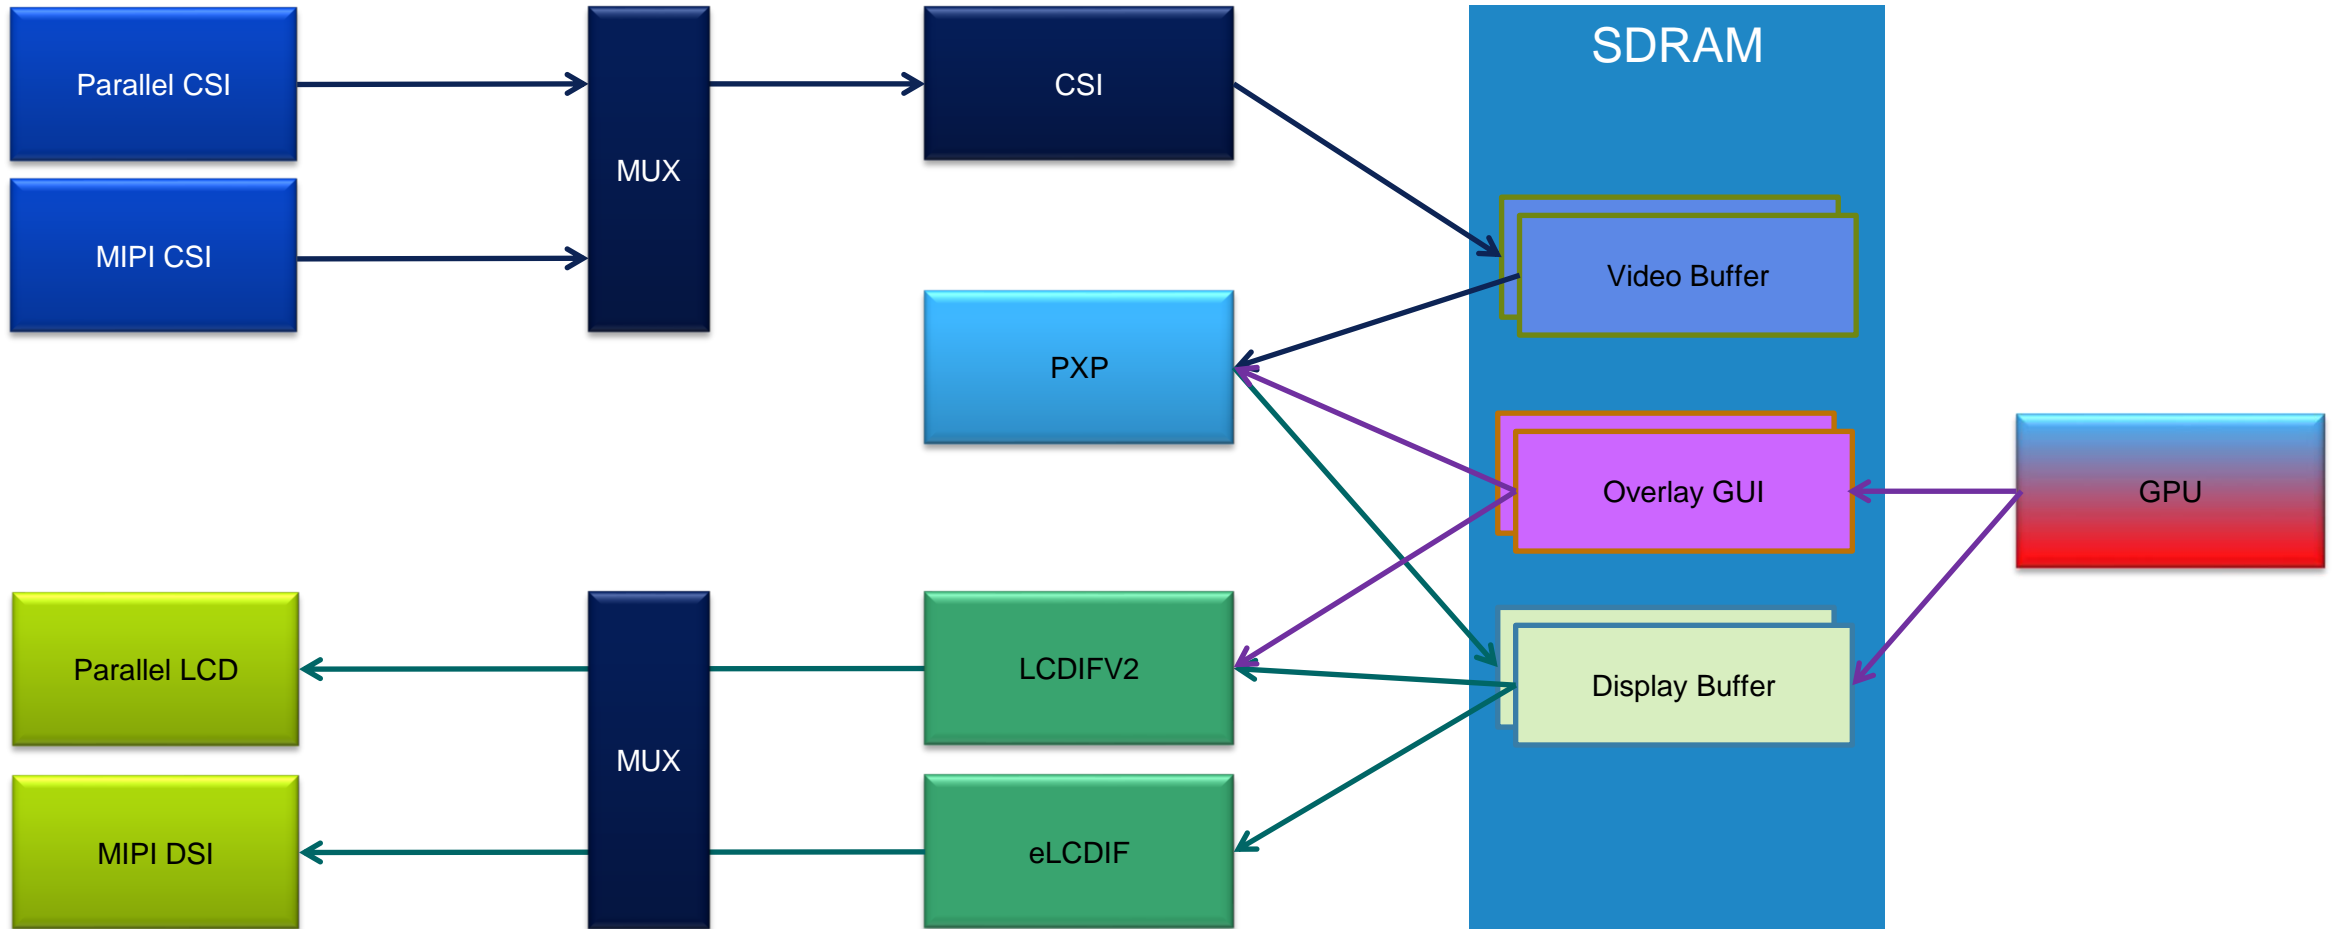 SDRAM
Parallel CSI
MUX
CSI
MIPI CSI
Video Buffer
PXP
Overlay GUI
GPU
Parallel LCD
MUX
LCDIFV2
Display Buffer
MIPI DSI
eLCDIF